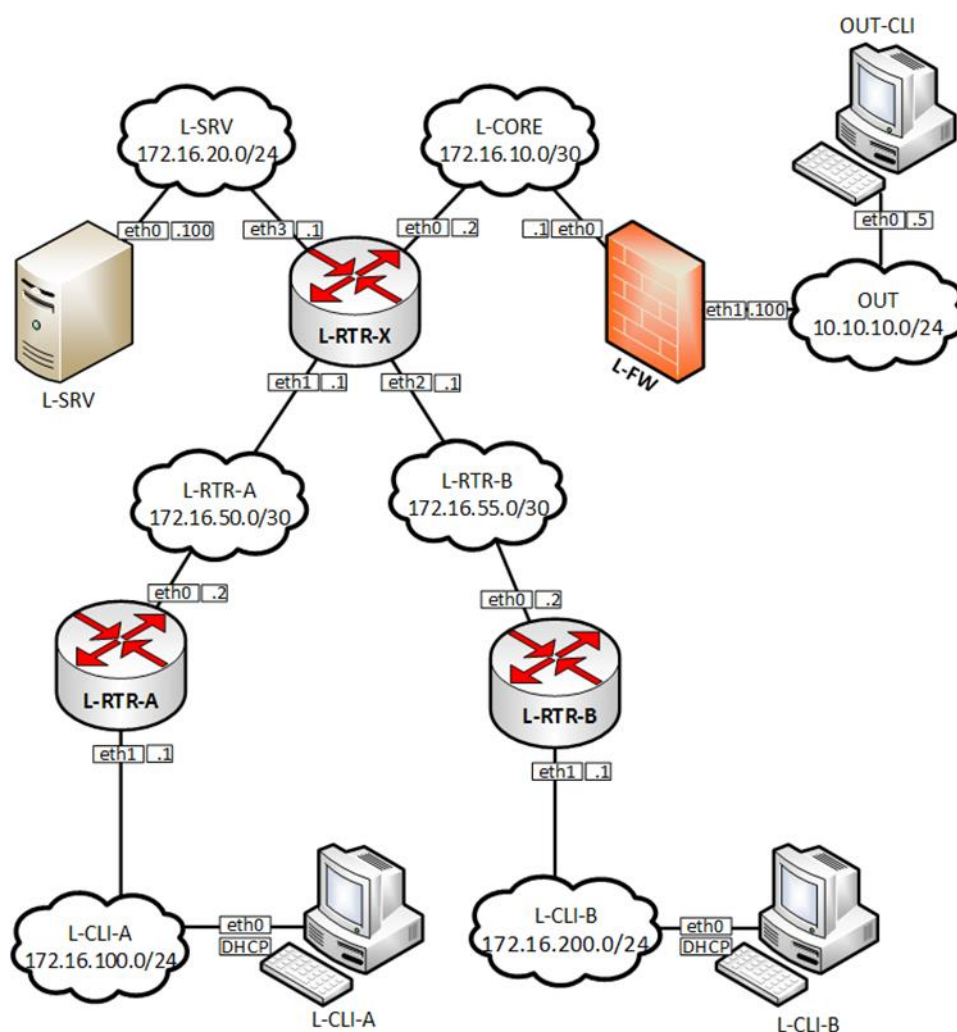 OUT-CLI
L-SRV
172.16.20.0/24
L-CORE
172.16.10.0/30
eth0 .100
eth3 .1
eth0 .2
.1 eth0
eth0 .5
L-SRV
L-RTR-X
L-FW
eth1 .100
OUT
10.10.10.0/24
eth1 .1
eth2 .1
L-RTR-A
172.16.50.0/30
L-RTR-B
172.16.55.0/30
eth0 .2
eth0 .2
L-RTR-A
L-RTR-B
eth1 .1
eth1 .1
L-CLI-A
172.16.100.0/24
eth0
DHCP
L-CLI-A
L-CLI-B
172.16.200.0/24
eth0
DHCP
L-CLI-B